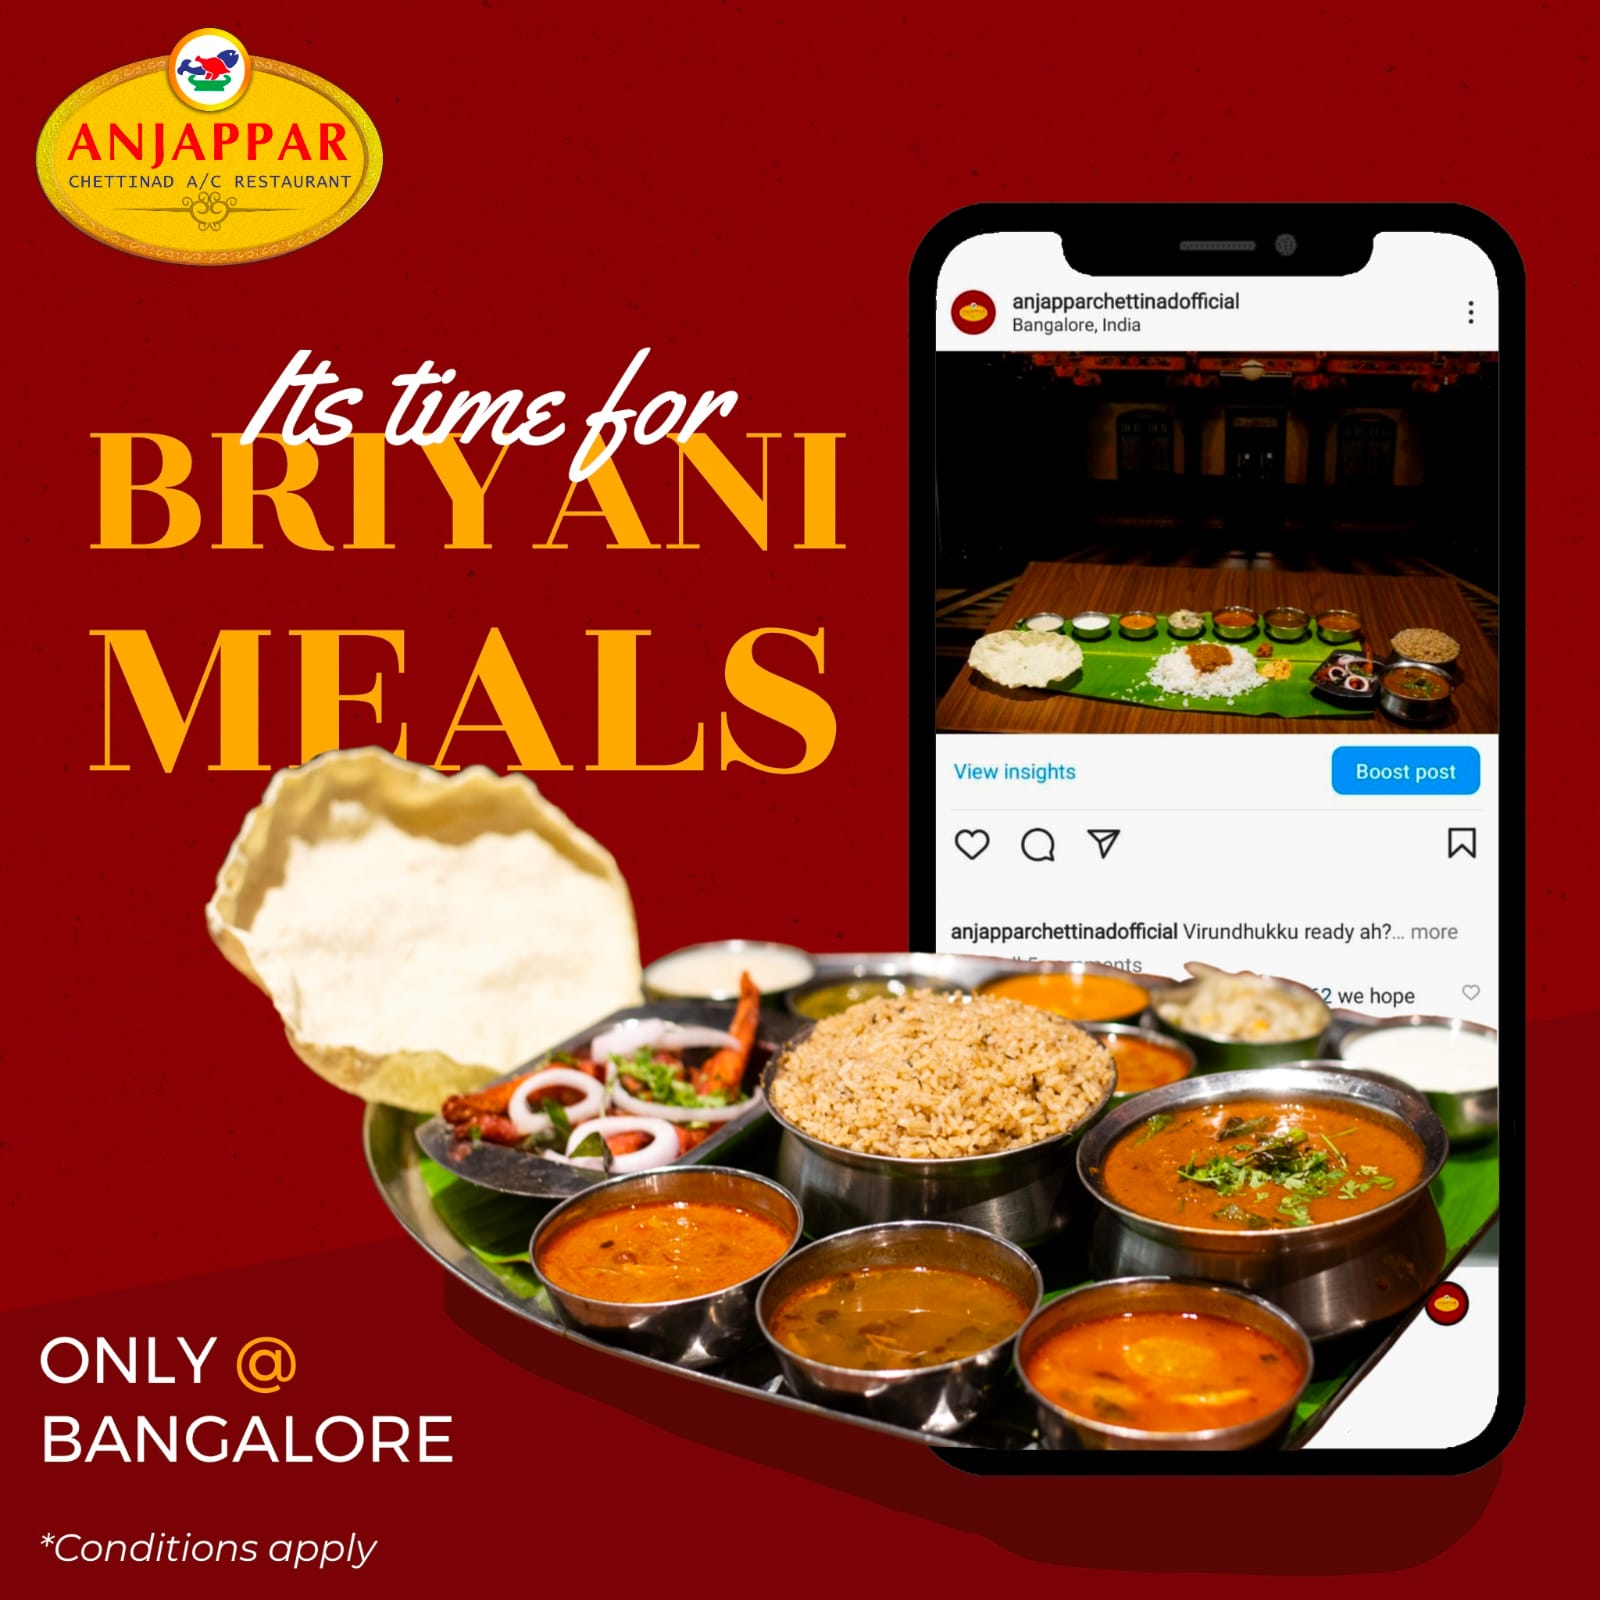 ANJAPPAR
CHETTINAD A/C RESTAURANT
Its time for
BRIYANI
MEALS
anjapparchettinadofficial
Bangalore, India
View insights
Boost post
anjapparchettinadofficial Virundhukku ready ah?... more
we hope
ONLY @
BANGALORE
*Conditions apply